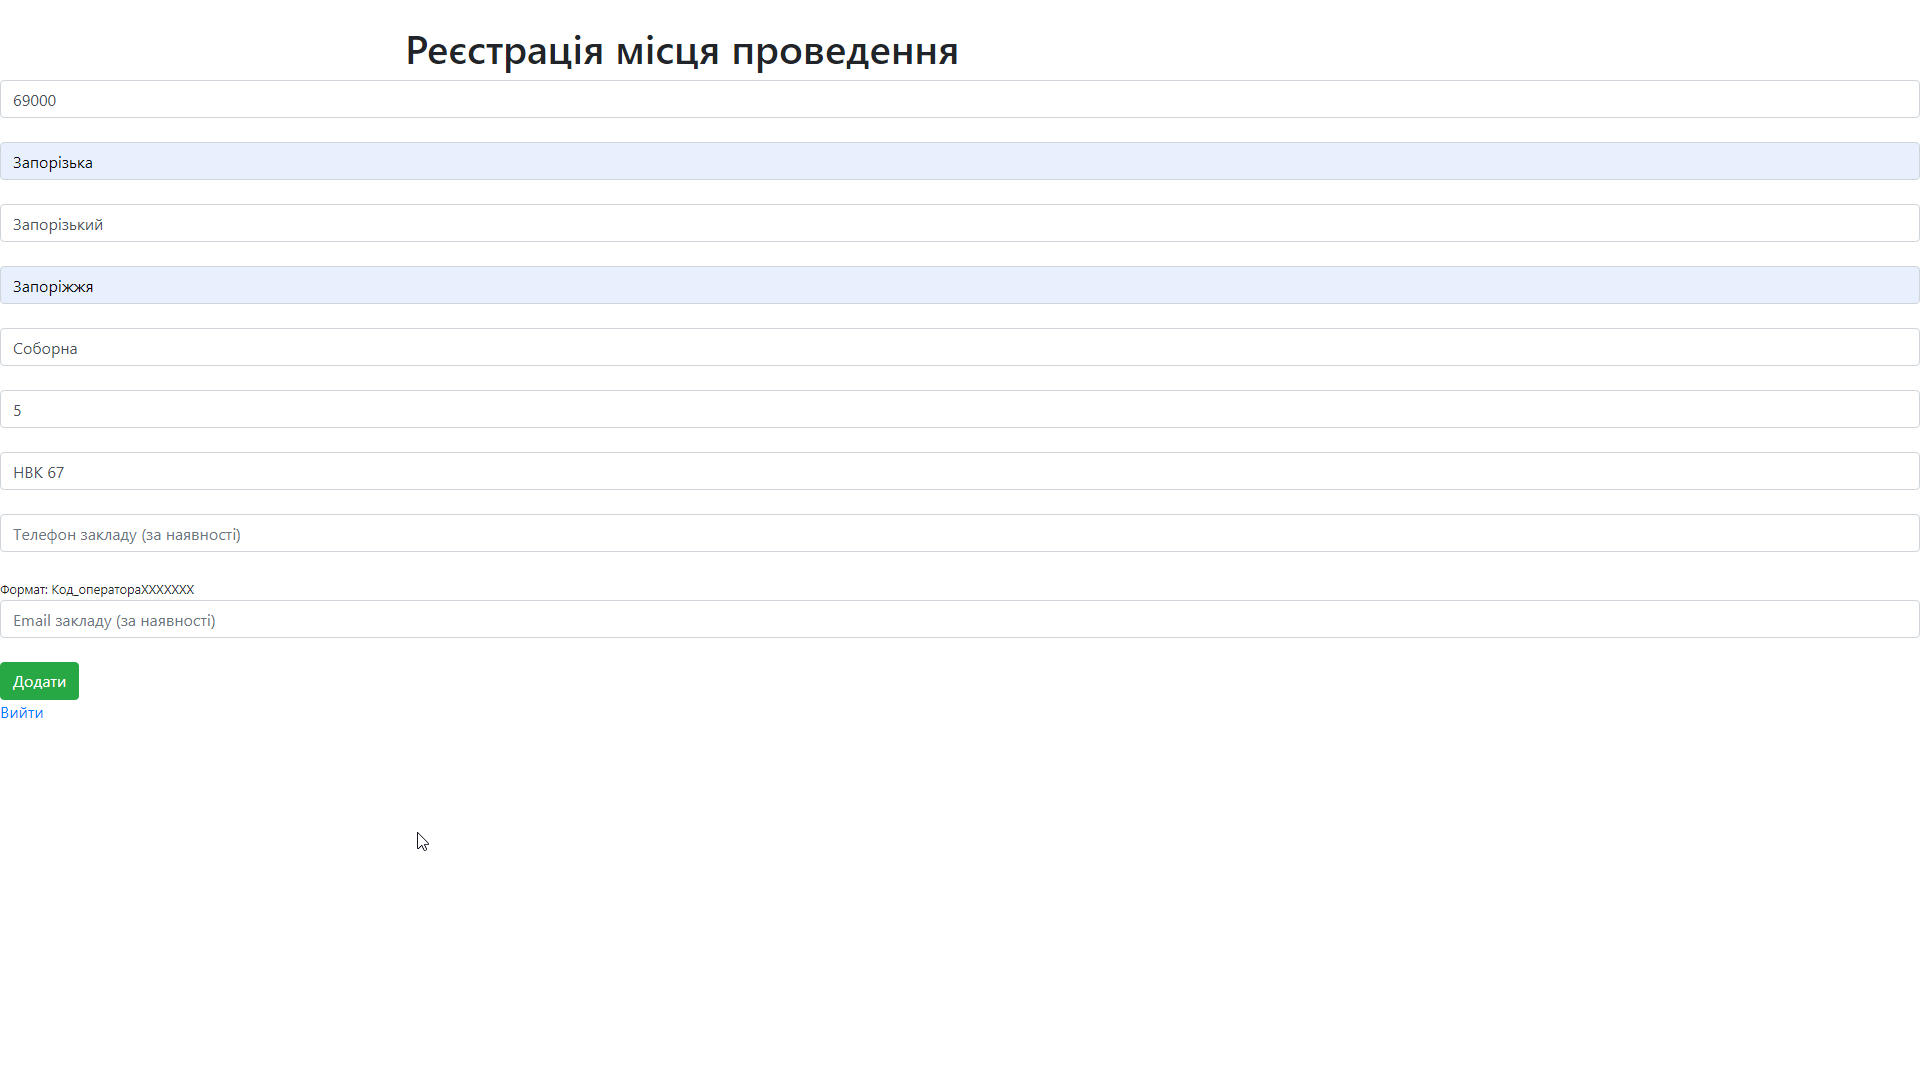 Реєстрація місця проведення
69000
Запорізька
Запорізький
Запоріжжя
Соборна
5
НВК 67
Телефон закладу (за наявності)
Формат: Код_оператораXXXXXXX
Email закладу (за наявності)
Додати
Вийти